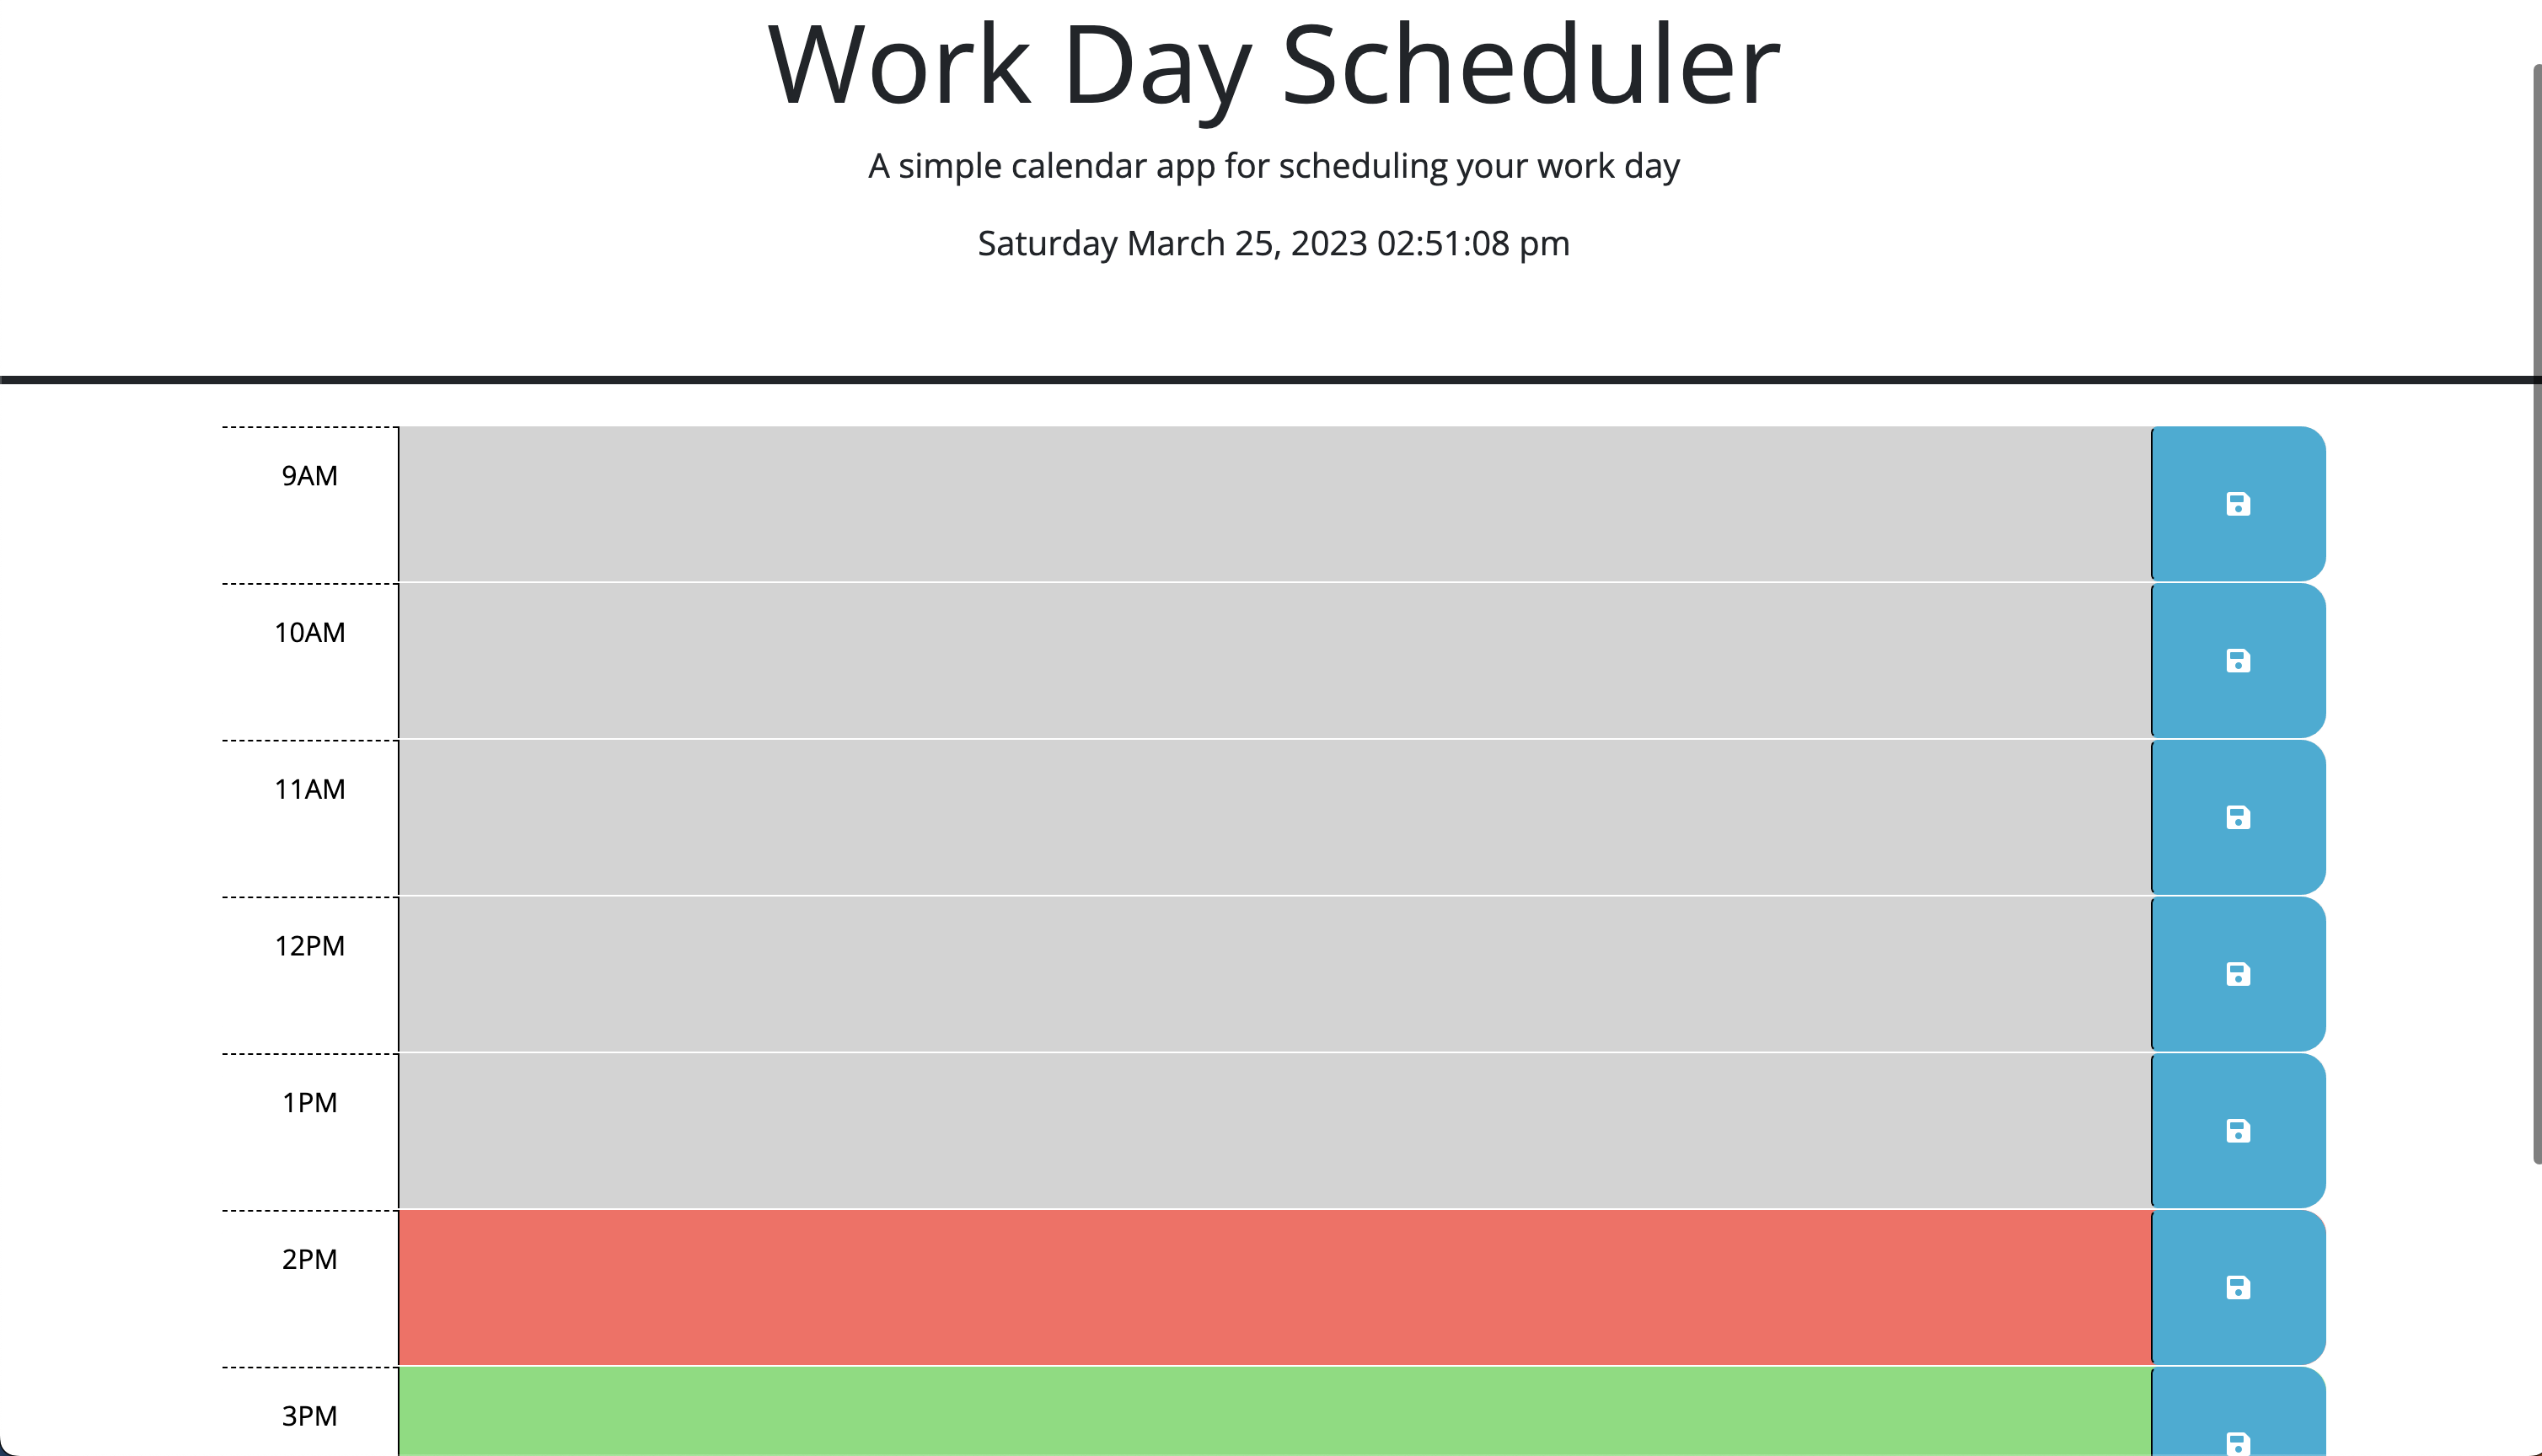 Work Day Scheduler
A simple calendar app for scheduling your work day
Saturday March 25, 2023 02:51:08 pm
9AM
10AM
11AM
12PM
1PM
2PM
3PM